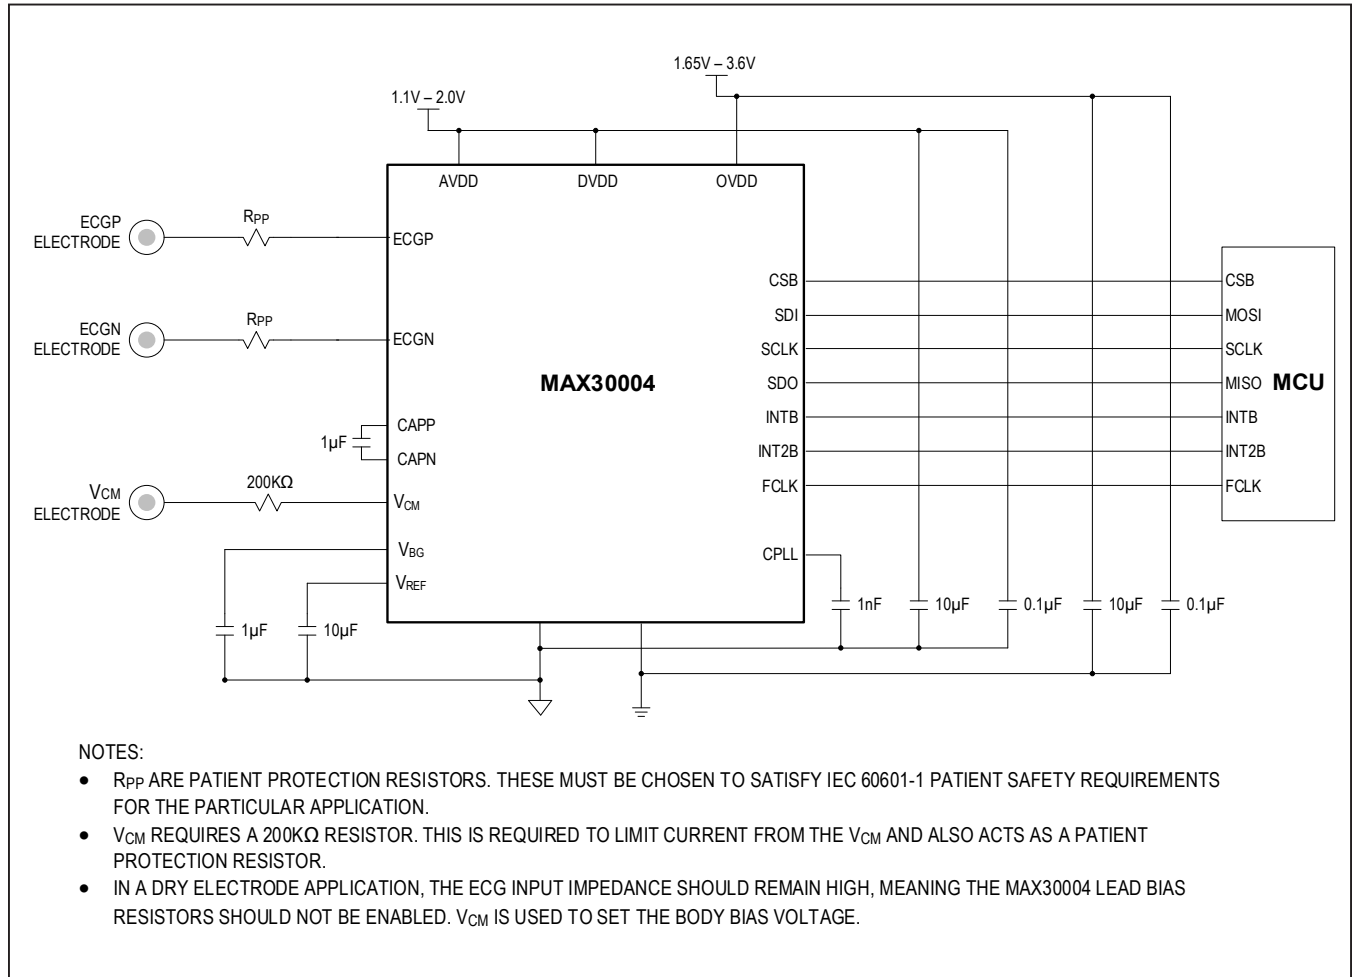 1.65V – 3.6V
1.1V – 2.0V
AVDD
DVDD
OVDD
ECGP
ELECTRODE
RPP
ECGP
ECGN
ELECTRODE
RPP
ECGN
CAPP
1µF
CAPN
VCM
ELECTRODE
200KΩ
VCM
VBG
VREF
1µF
10µF
MAX30004
CSB
SDI
SCLK
SDO
INTB
INT2B
FCLK
CPLL
CSB
MOSI
SCLK
MISO
MCU
INTB
INT2B
FCLK
1nF
10µF
0.1µF
10µF
0.1µF
NOTES:
● RPP ARE PATIENT PROTECTION RESISTORS. THESE MUST BE CHOSEN TO SATISFY IEC 60601-1 PATIENT SAFETY REQUIREMENTS
FOR THE PARTICULAR APPLICATION.
● VCM REQUIRES A 200KΩ RESISTOR. THIS IS REQUIRED TO LIMIT CURRENT FROM THE VCM AND ALSO ACTS AS A PATIENT
PROTECTION RESISTOR.
● IN A DRY ELECTRODE APPLICATION, THE ECG INPUT IMPEDANCE SHOULD REMAIN HIGH, MEANING THE MAX30004 LEAD BIAS
RESISTORS SHOULD NOT BE ENABLED. VCM IS USED TO SET THE BODY BIAS VOLTAGE.